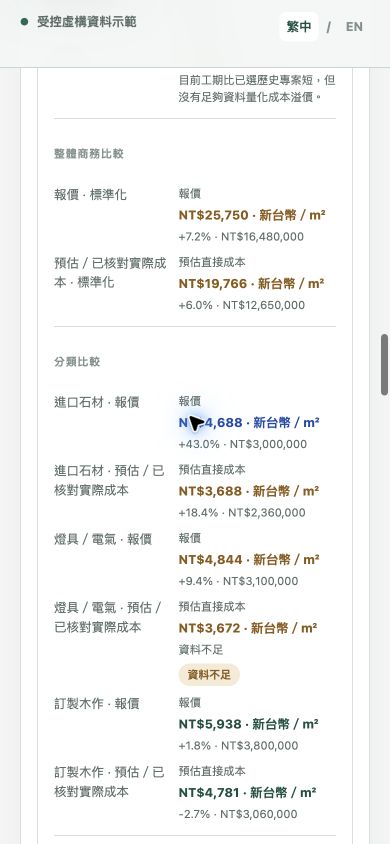 受控虛構資料示範
繁中 / EN
目前工期比已選歷史專案短，但
沒有足夠資料量化成本溢價。
整體商務比較
報價 · 標準化
報價
NT$25,750 · 新台幣 / m²
+7.2% · NT$16,480,000
預估 / 已核對實際成
本 · 標準化
預估直接成本
NT$19,766 · 新台幣 / m²
+6.0% · NT$12,650,000
分類比較
進口石材 · 報價
報價
4,688 · 新台幣 / m²
+43.0% · NT$3,000,000
進口石材 · 預估 / 已
核對實際成本
預估直接成本
NT$3,688 · 新台幣 / m²
+18.4% · NT$2,360,000
燈具 / 電氣 · 報價
報價
NT$4,844 · 新台幣 / m²
+9.4% · NT$3,100,000
燈具 / 電氣 · 預估 /
已核對實際成本
預估直接成本
NT$3,672 · 新台幣 / m²
資料不足
資料不足
訂製木作 · 報價
報價
NT$5,938 · 新台幣 / m²
+1.8% · NT$3,800,000
訂製木作 · 預估 / 已
核對實際成本
預估直接成本
NT$4,781 · 新台幣 / m²
-2.7% · NT$3,060,000